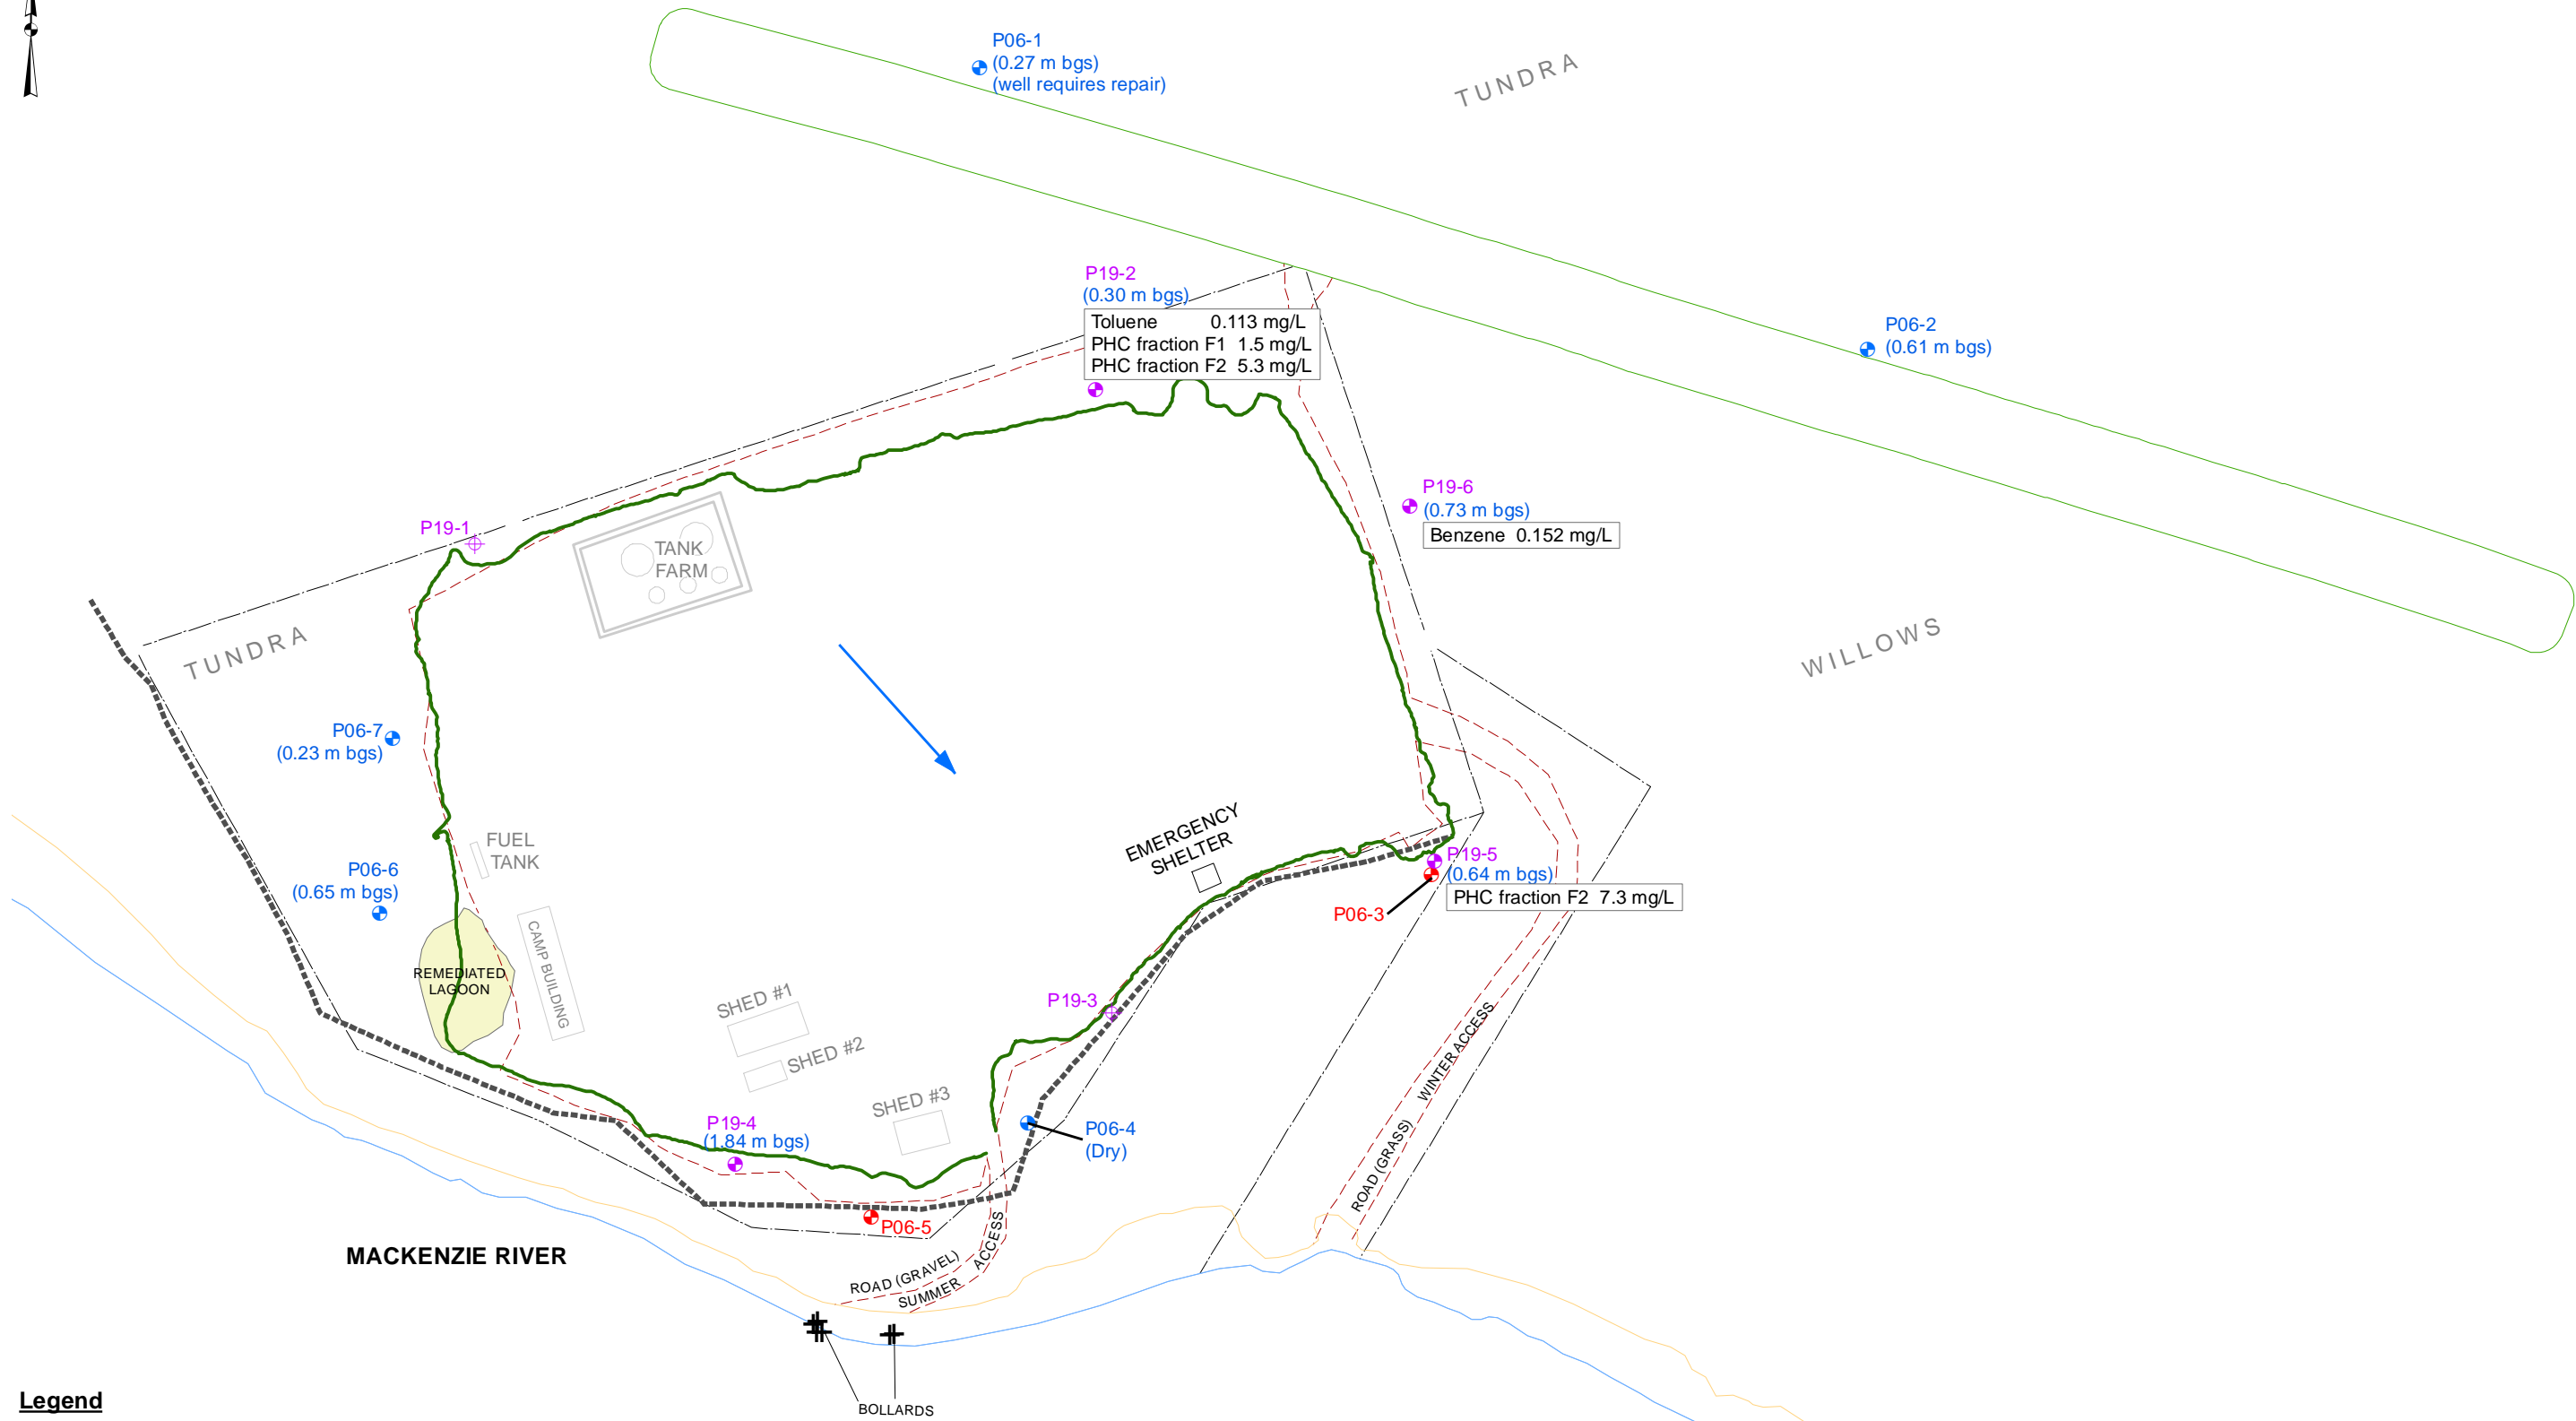 P06-1
(0.27 m bgs)
(well requires repair)
TUNDRA
P19-2
(0.30 m bgs)
Toluene 0.113 mg/L
PHC fraction F1 1.5 mg/L
PHC fraction F2 5.3 mg/L
P06-2
(0.61 m bgs)
P19-6
(0.73 m bgs)
Benzene 0.152 mg/L
P19-1
TANK
FARM
TUNDRA
WILLOWS
P06-7
(0.23 m bgs)
FUEL
TANK
EMERGENCY
SHELTER
P06-6
(0.65 m bgs)
P19-5
(0.64 m bgs)
PHC fraction F2 7.3 mg/L
P06-3
REMEDIATED
LAGOON
CAMP BUILDING
SHED #1
P19-3
SHED #2
SHED #3
WINTER ACCESS
ROAD (GRASS)
P19-4
(1.84 m bgs)
P06-4
(Dry)
P06-5
MACKENZIE RIVER
ROAD (GRAVEL)
SUMMER ACCESS
Legend
BOLLARDS